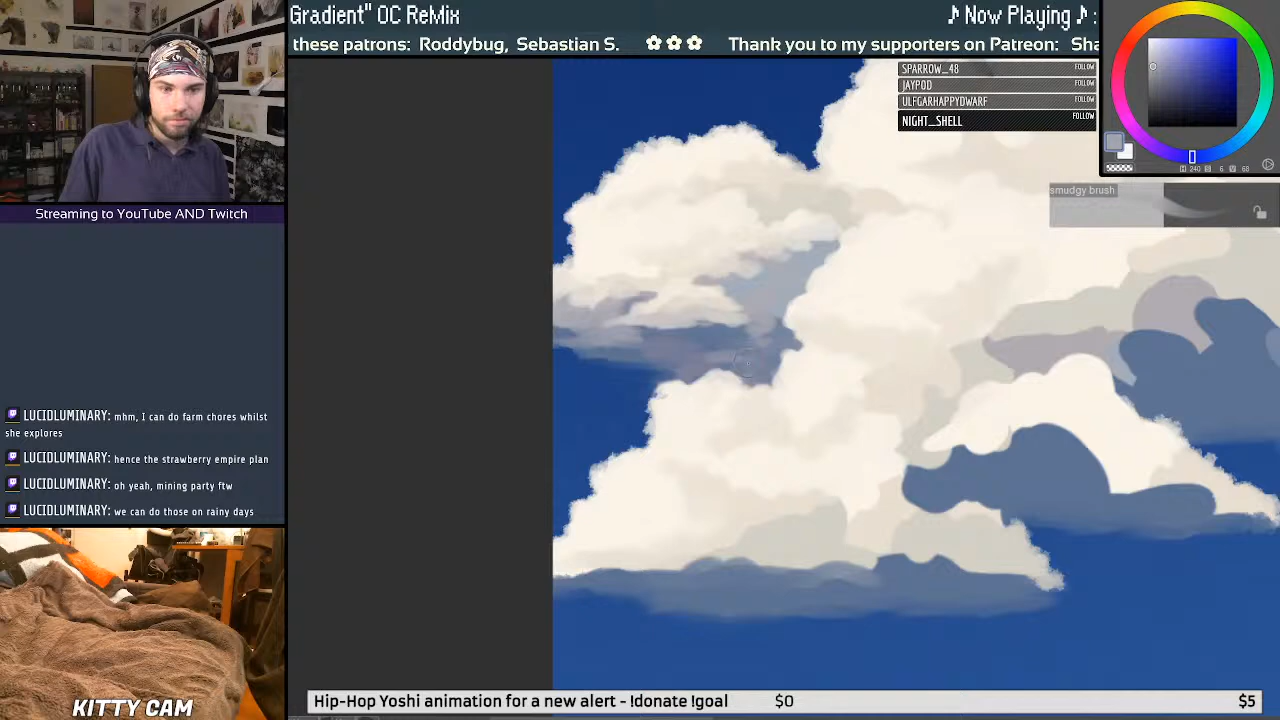 Gradient" OC ReMix
♪ Now Playing ♪ :
these patrons: Roddybug, Sebastian S. ✿ ✿ ✿ Thank you to my supporters on Patreon: Sha
SPARROW_48 FOLLOW
JAYPOD FOLLOW
ULFGARHAPPYDWARF FOLLOW
NIGHT_SHELL FOLLOW
240 6 68
smudgy brush
Streaming to YouTube AND Twitch
LUCIDLUMINARY: mhm, I can do farm chores whilst
she explores
LUCIDLUMINARY: hence the strawberry empire plan
LUCIDLUMINARY: oh yeah, mining party ftw
LUCIDLUMINARY: we can do those on rainy days
KITTY CAM
Hip-Hop Yoshi animation for a new alert - !donate !goal $0 $5